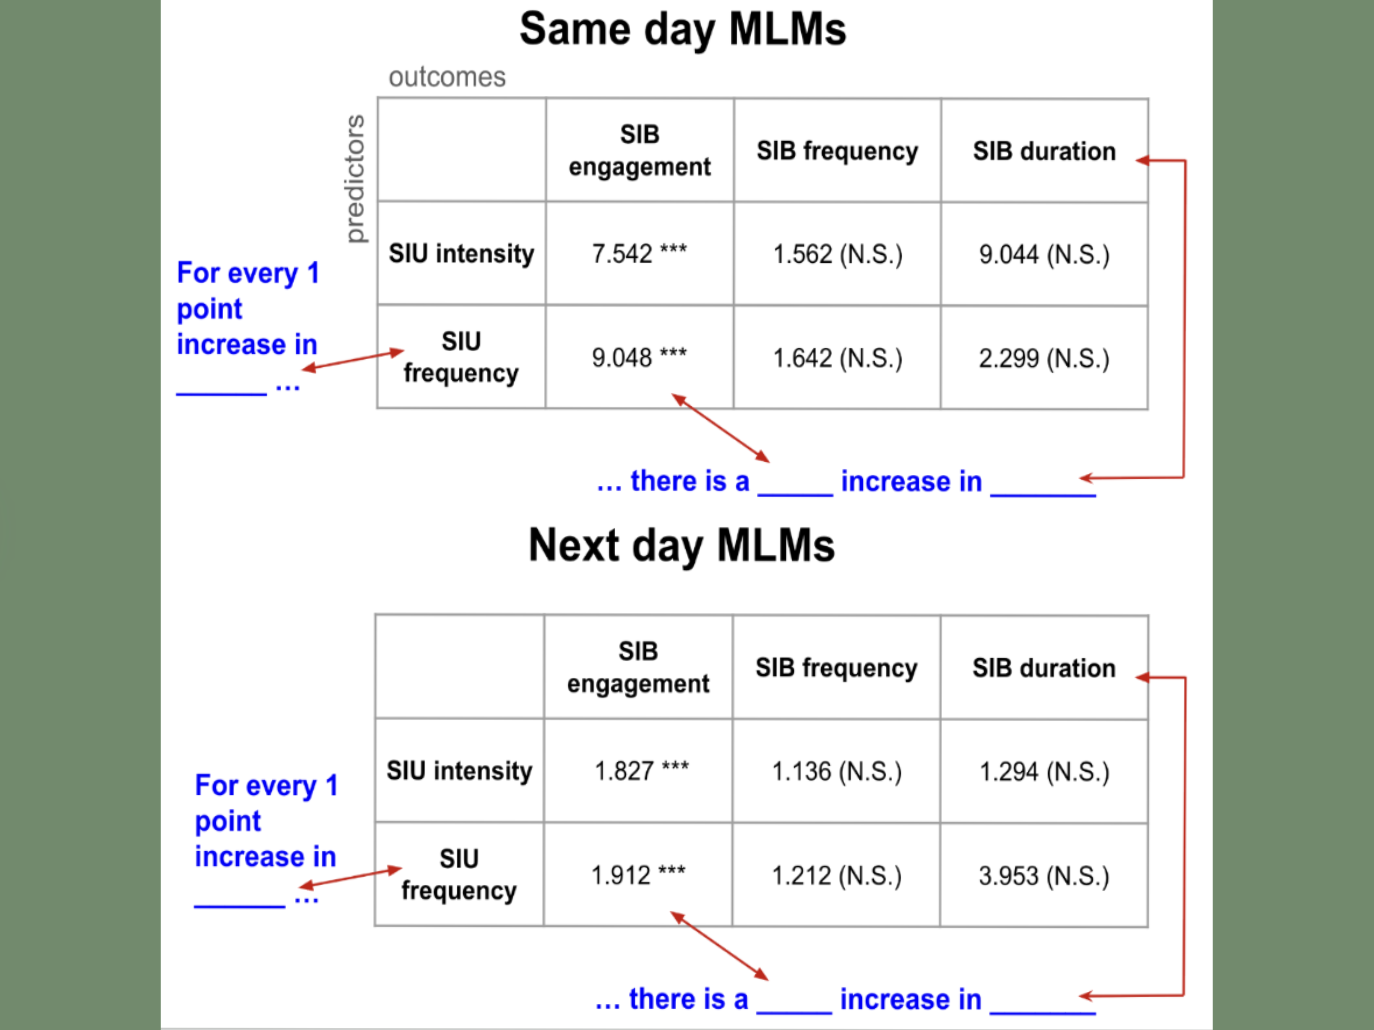 Same day MLMs
outcomes
predictors
SIB
engagement
SIB frequency
SIB duration
SIU intensity
7.542 ***
1.562 (N.S.)
9.044 (N.S.)
SIU
frequency
9.048 ***
1.642 (N.S.)
2.299 (N.S.)
For every 1
point
increase in
______ ...
... there is a _____ increase in _______
Next day MLMs
SIB
engagement
SIB frequency
SIB duration
SIU intensity
1.827 ***
1.136 (N.S.)
1.294 (N.S.)
SIU
frequency
1.912 ***
1.212 (N.S.)
3.953 (N.S.)
For every 1
point
increase in
______ ...
... there is a _____ increase in _______